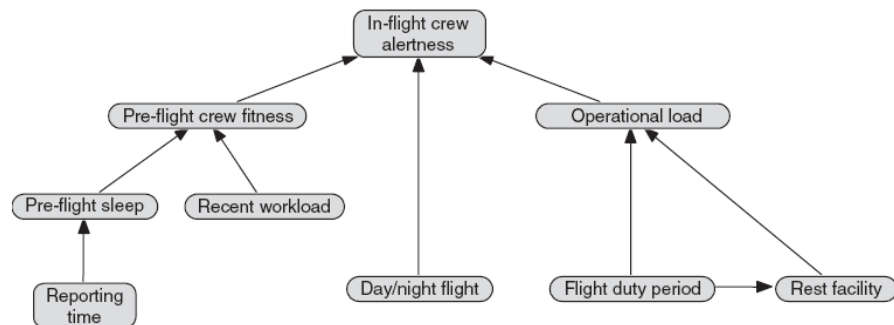 In-flight crew
alertness
Pre-flight crew fitness
Operational load
Pre-flight sleep
Recent workload
Reporting
time
Day/night flight
Flight duty period
Rest facility